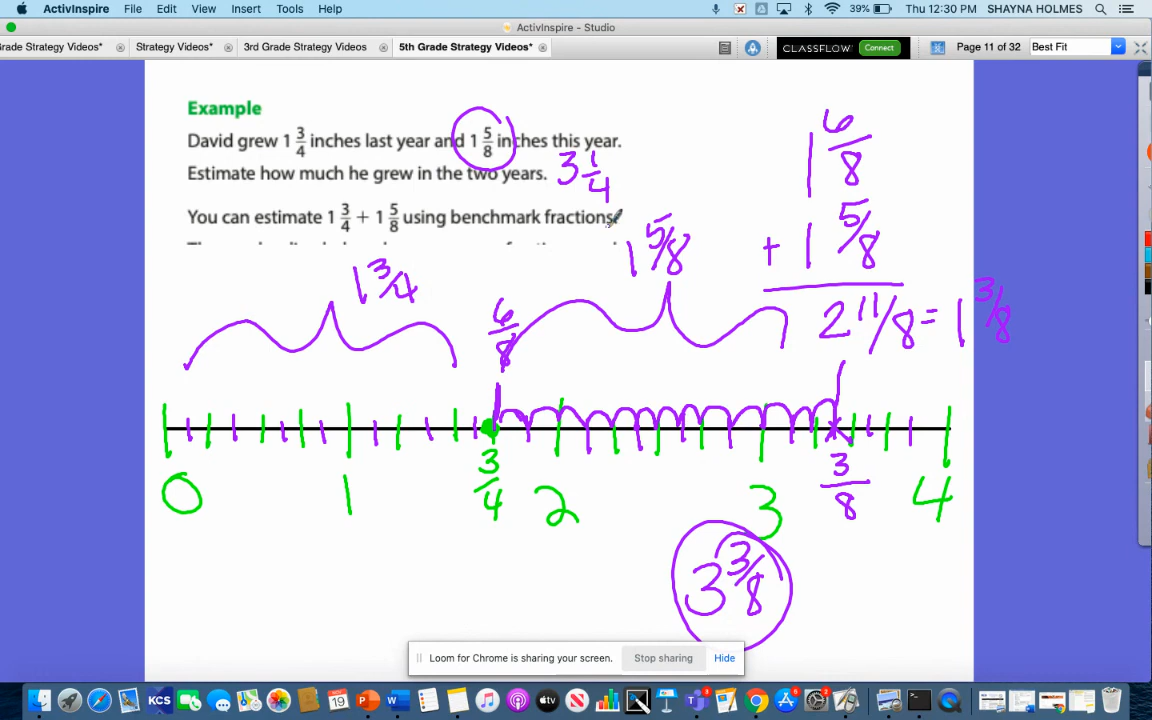 ActivInspire File Edit View Insert Tools Help 39% Thu 12:30 PM SHAYNA HOLMES
ActivInspire - Studio
Grade Strategy Videos* Strategy Videos* 3rd Grade Strategy Videos 5th Grade Strategy Videos* CLASSFLOW Connect Page 11 of 32 Best Fit
Example
David grew 1 3/4 inches last year and 1 5/8 inches this year.
Estimate how much he grew in the two years. 3 1/4
You can estimate 1 3/4 + 1 5/8 using benchmark fractions
1 6/8
+ 1 5/8
2 11/8 = 1 3/8
1 3/4 1 5/8
6/8
0 1 3/4 2 3 3/8 4
3 3/8
Loom for Chrome is sharing your screen. Stop sharing Hide
19 KCS tv